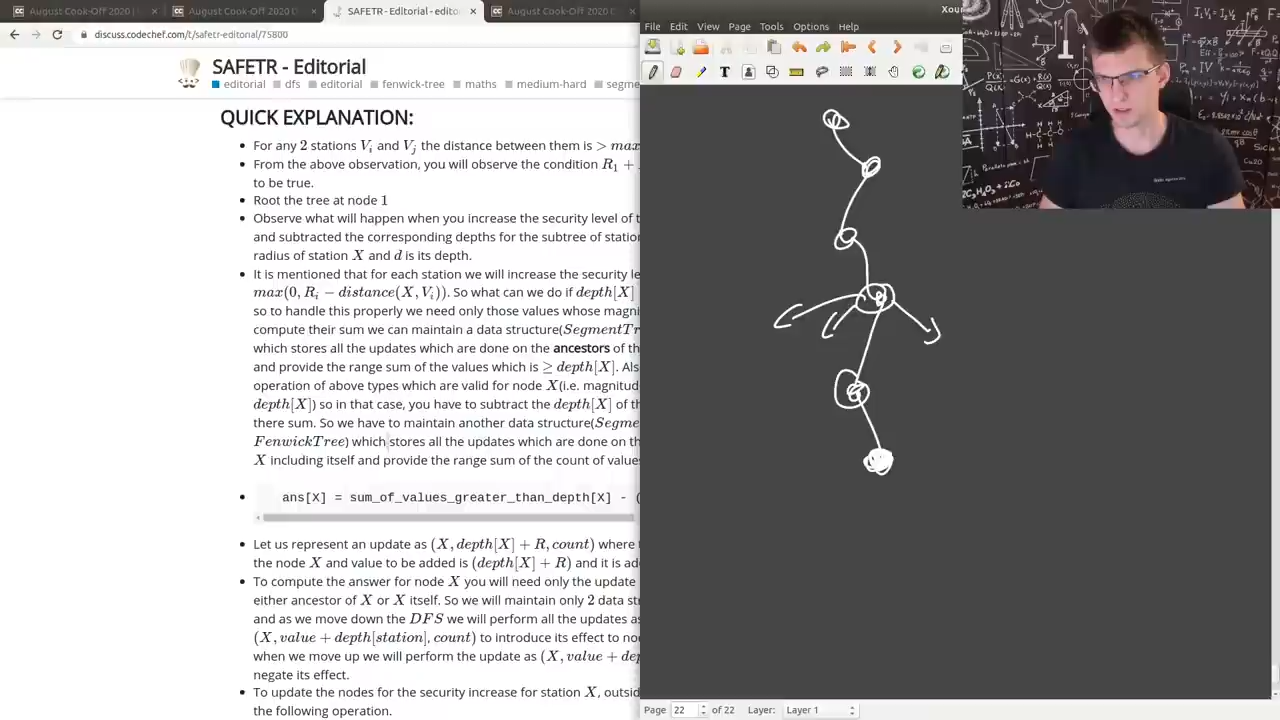 August Cook-Off 2020
August Cook-Off 2020 D
SAFETR - Editorial - editor
August Cook-Off 2020 D
Xour
discuss.codechef.com/t/safetr-editorial/75800
File Edit View Page Tools Options Help
SAFETR - Editorial
editorial dfs editorial fenwick-tree maths medium-hard segme
QUICK EXPLANATION:
For any 2 stations Vi and Vj the distance between them is > max
From the above observation, you will observe the condition R1 +
to be true.
Root the tree at node 1
Observe what will happen when you increase the security level of t
and subtracted the corresponding depths for the subtree of station
radius of station X and d is its depth.
It is mentioned that for each station we will increase the security le
max(0, Ri − distance(X, Vi)). So what can we do if depth[X]
so to handle this properly we need only those values whose magn
compute their sum we can maintain a data structure(SegmentTr
which stores all the updates which are done on the ancestors of th
and provide the range sum of the values which is ≥ depth[X]. Als
operation of above types which are valid for node X(i.e. magnitud
depth[X]) so in that case, you have to subtract the depth[X] of th
there sum. So we have to maintain another data structure(Segme
FenwickTree) which stores all the updates which are done on th
X including itself and provide the range sum of the count of value
ans[X] = sum_of_values_greater_than_depth[X] - (
Let us represent an update as (X, depth[X] + R, count) where
the node X and value to be added is (depth[X] + R) and it is ad
To compute the answer for node X you will need only the update
either ancestor of X or X itself. So we will maintain only 2 data st
and as we move down the DFS we will perform all the updates as
(X, value + depth[station], count) to introduce its effect to no
when we move up we will perform the update as (X, value + dep
negate its effect.
To update the nodes for the security increase for station X, outsid
the following operation.
Page 22 of 22 Layer: Layer 1